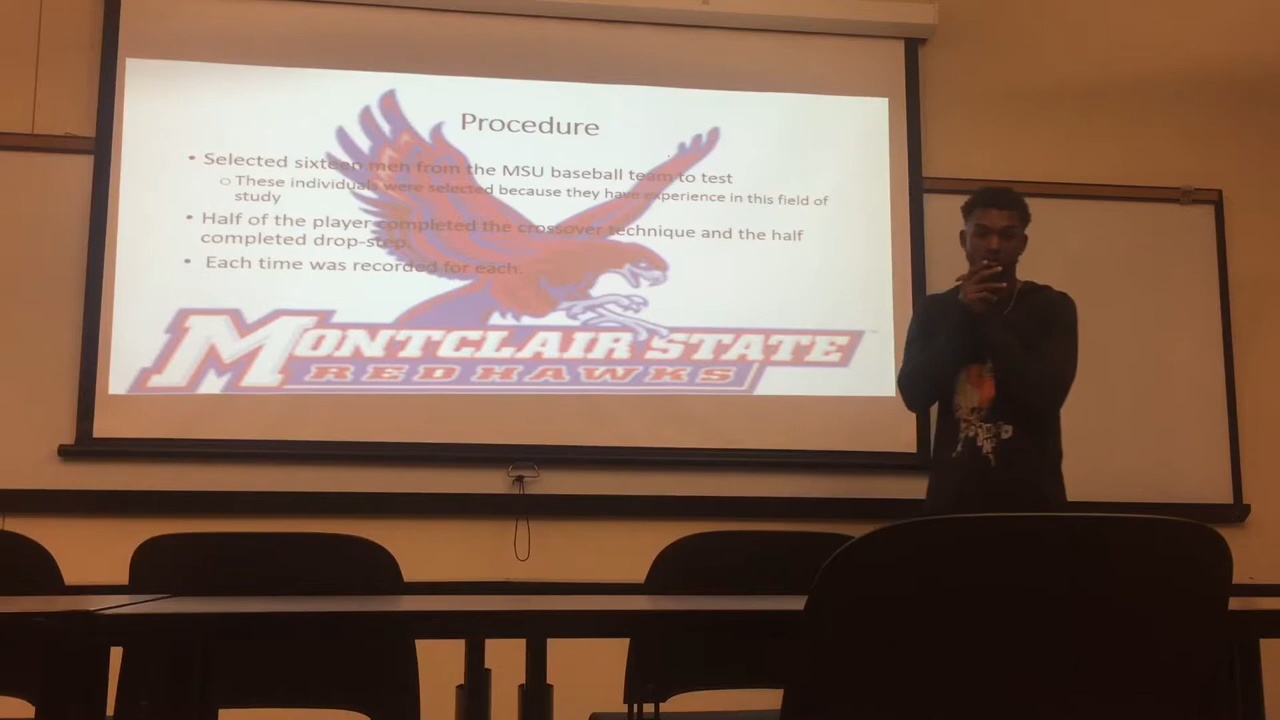 Procedure
• Selected sixteen men from the MSU baseball team to test
○ These individuals were selected because they have experience in this field of
study
• Half of the player completed the crossover technique and the half
completed drop-step.
• Each time was recorded for each.
MONTCLAIR STATE
RED HAWKS